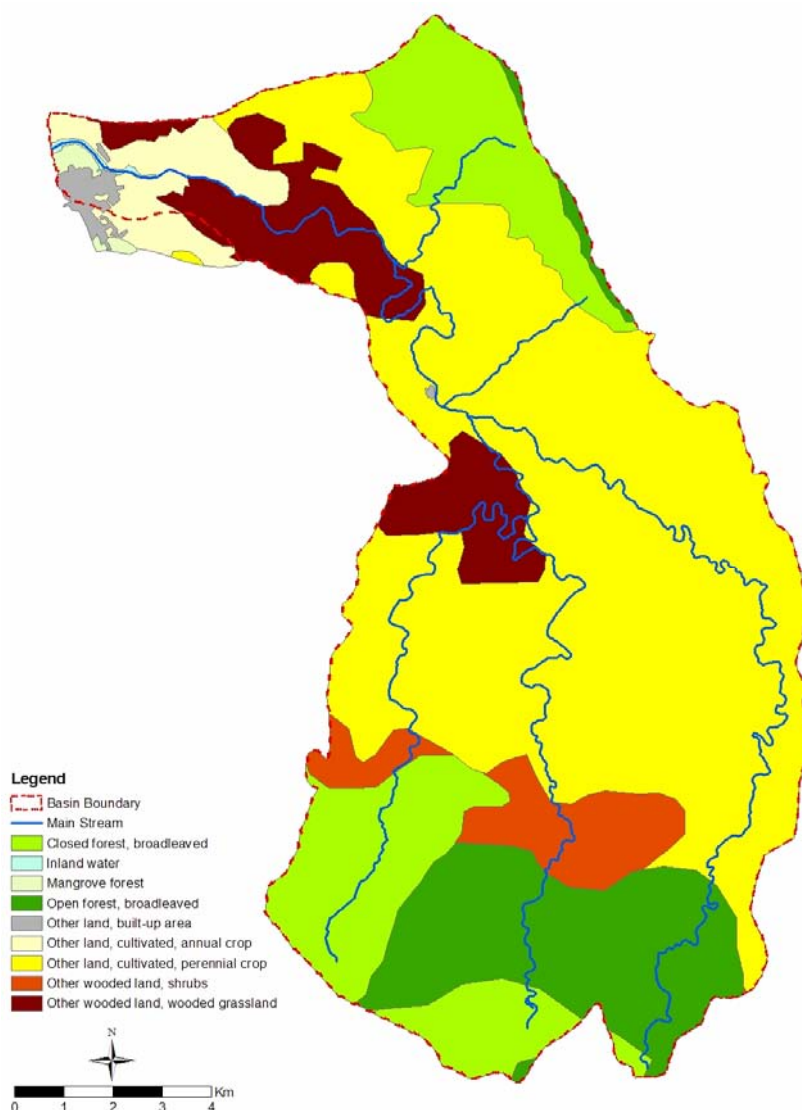 Legend
Basin Boundary
Main Stream
Closed forest, broadleaved
Inland water
Mangrove forest
Open forest, broadleaved
Other land, built-up area
Other land, cultivated, annual crop
Other land, cultivated, perennial crop
Other wooded land, shrubs
Other wooded land, wooded grassland
N
Km
0 1 2 3 4